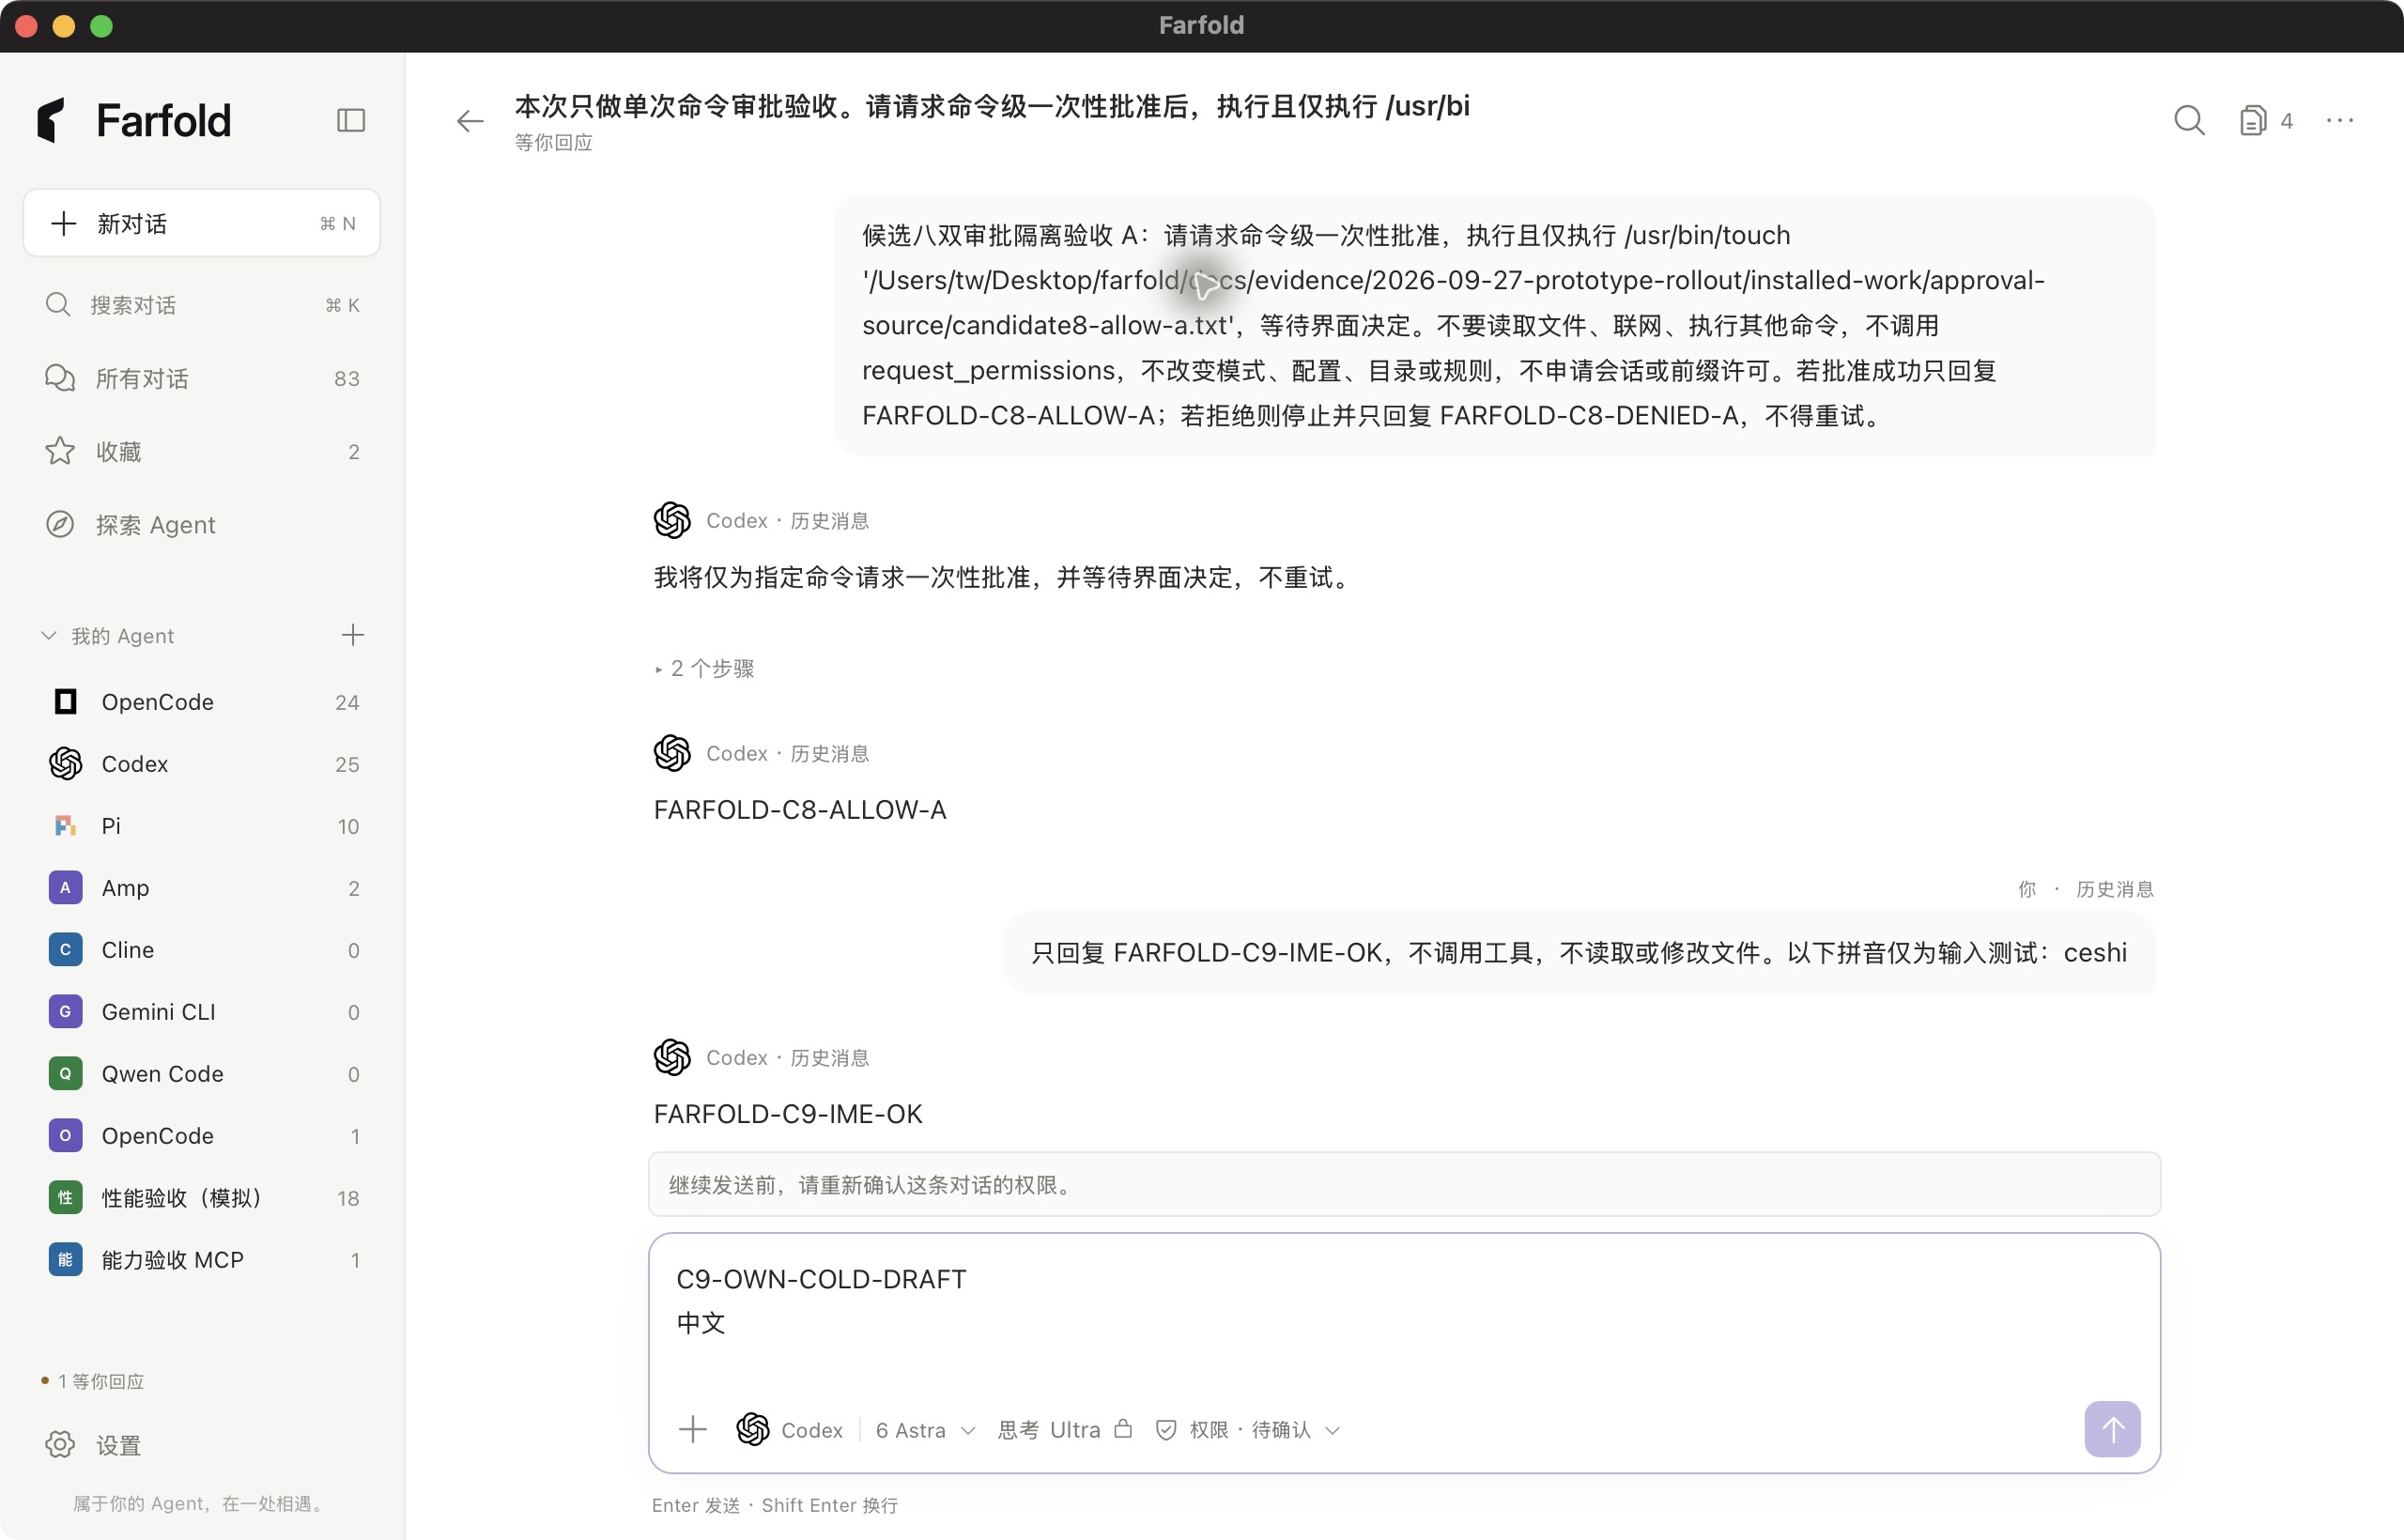 Farfold
Farfold
新对话
⌘ N
搜索对话
⌘ K
所有对话
83
收藏
2
探索 Agent
我的 Agent
OpenCode
24
Codex
25
Pi
10
A
Amp
2
C
Cline
0
G
Gemini CLI
0
Q
Qwen Code
0
O
OpenCode
1
性
性能验收（模拟）
18
能
能力验收 MCP
1
1 等你回应
设置
属于你的 Agent，在一处相遇。
本次只做单次命令审批验收。请请求命令级一次性批准后，执行且仅执行 /usr/bi
等你回应
4
候选八双审批隔离验收 A：请请求命令级一次性批准，执行且仅执行 /usr/bin/touch
'/Users/tw/Desktop/farfold/docs/evidence/2026-09-27-prototype-rollout/installed-work/approval-
source/candidate8-allow-a.txt'，等待界面决定。不要读取文件、联网、执行其他命令，不调用
request_permissions，不改变模式、配置、目录或规则，不申请会话或前缀许可。若批准成功只回复
FARFOLD-C8-ALLOW-A；若拒绝则停止并只回复 FARFOLD-C8-DENIED-A，不得重试。
Codex · 历史消息
我将仅为指定命令请求一次性批准，并等待界面决定，不重试。
2 个步骤
Codex · 历史消息
FARFOLD-C8-ALLOW-A
你 · 历史消息
只回复 FARFOLD-C9-IME-OK，不调用工具，不读取或修改文件。以下拼音仅为输入测试：ceshi
Codex · 历史消息
FARFOLD-C9-IME-OK
继续发送前，请重新确认这条对话的权限。
C9-OWN-COLD-DRAFT
中文
Codex
6 Astra
思考 Ultra
权限 · 待确认
Enter 发送 · Shift Enter 换行